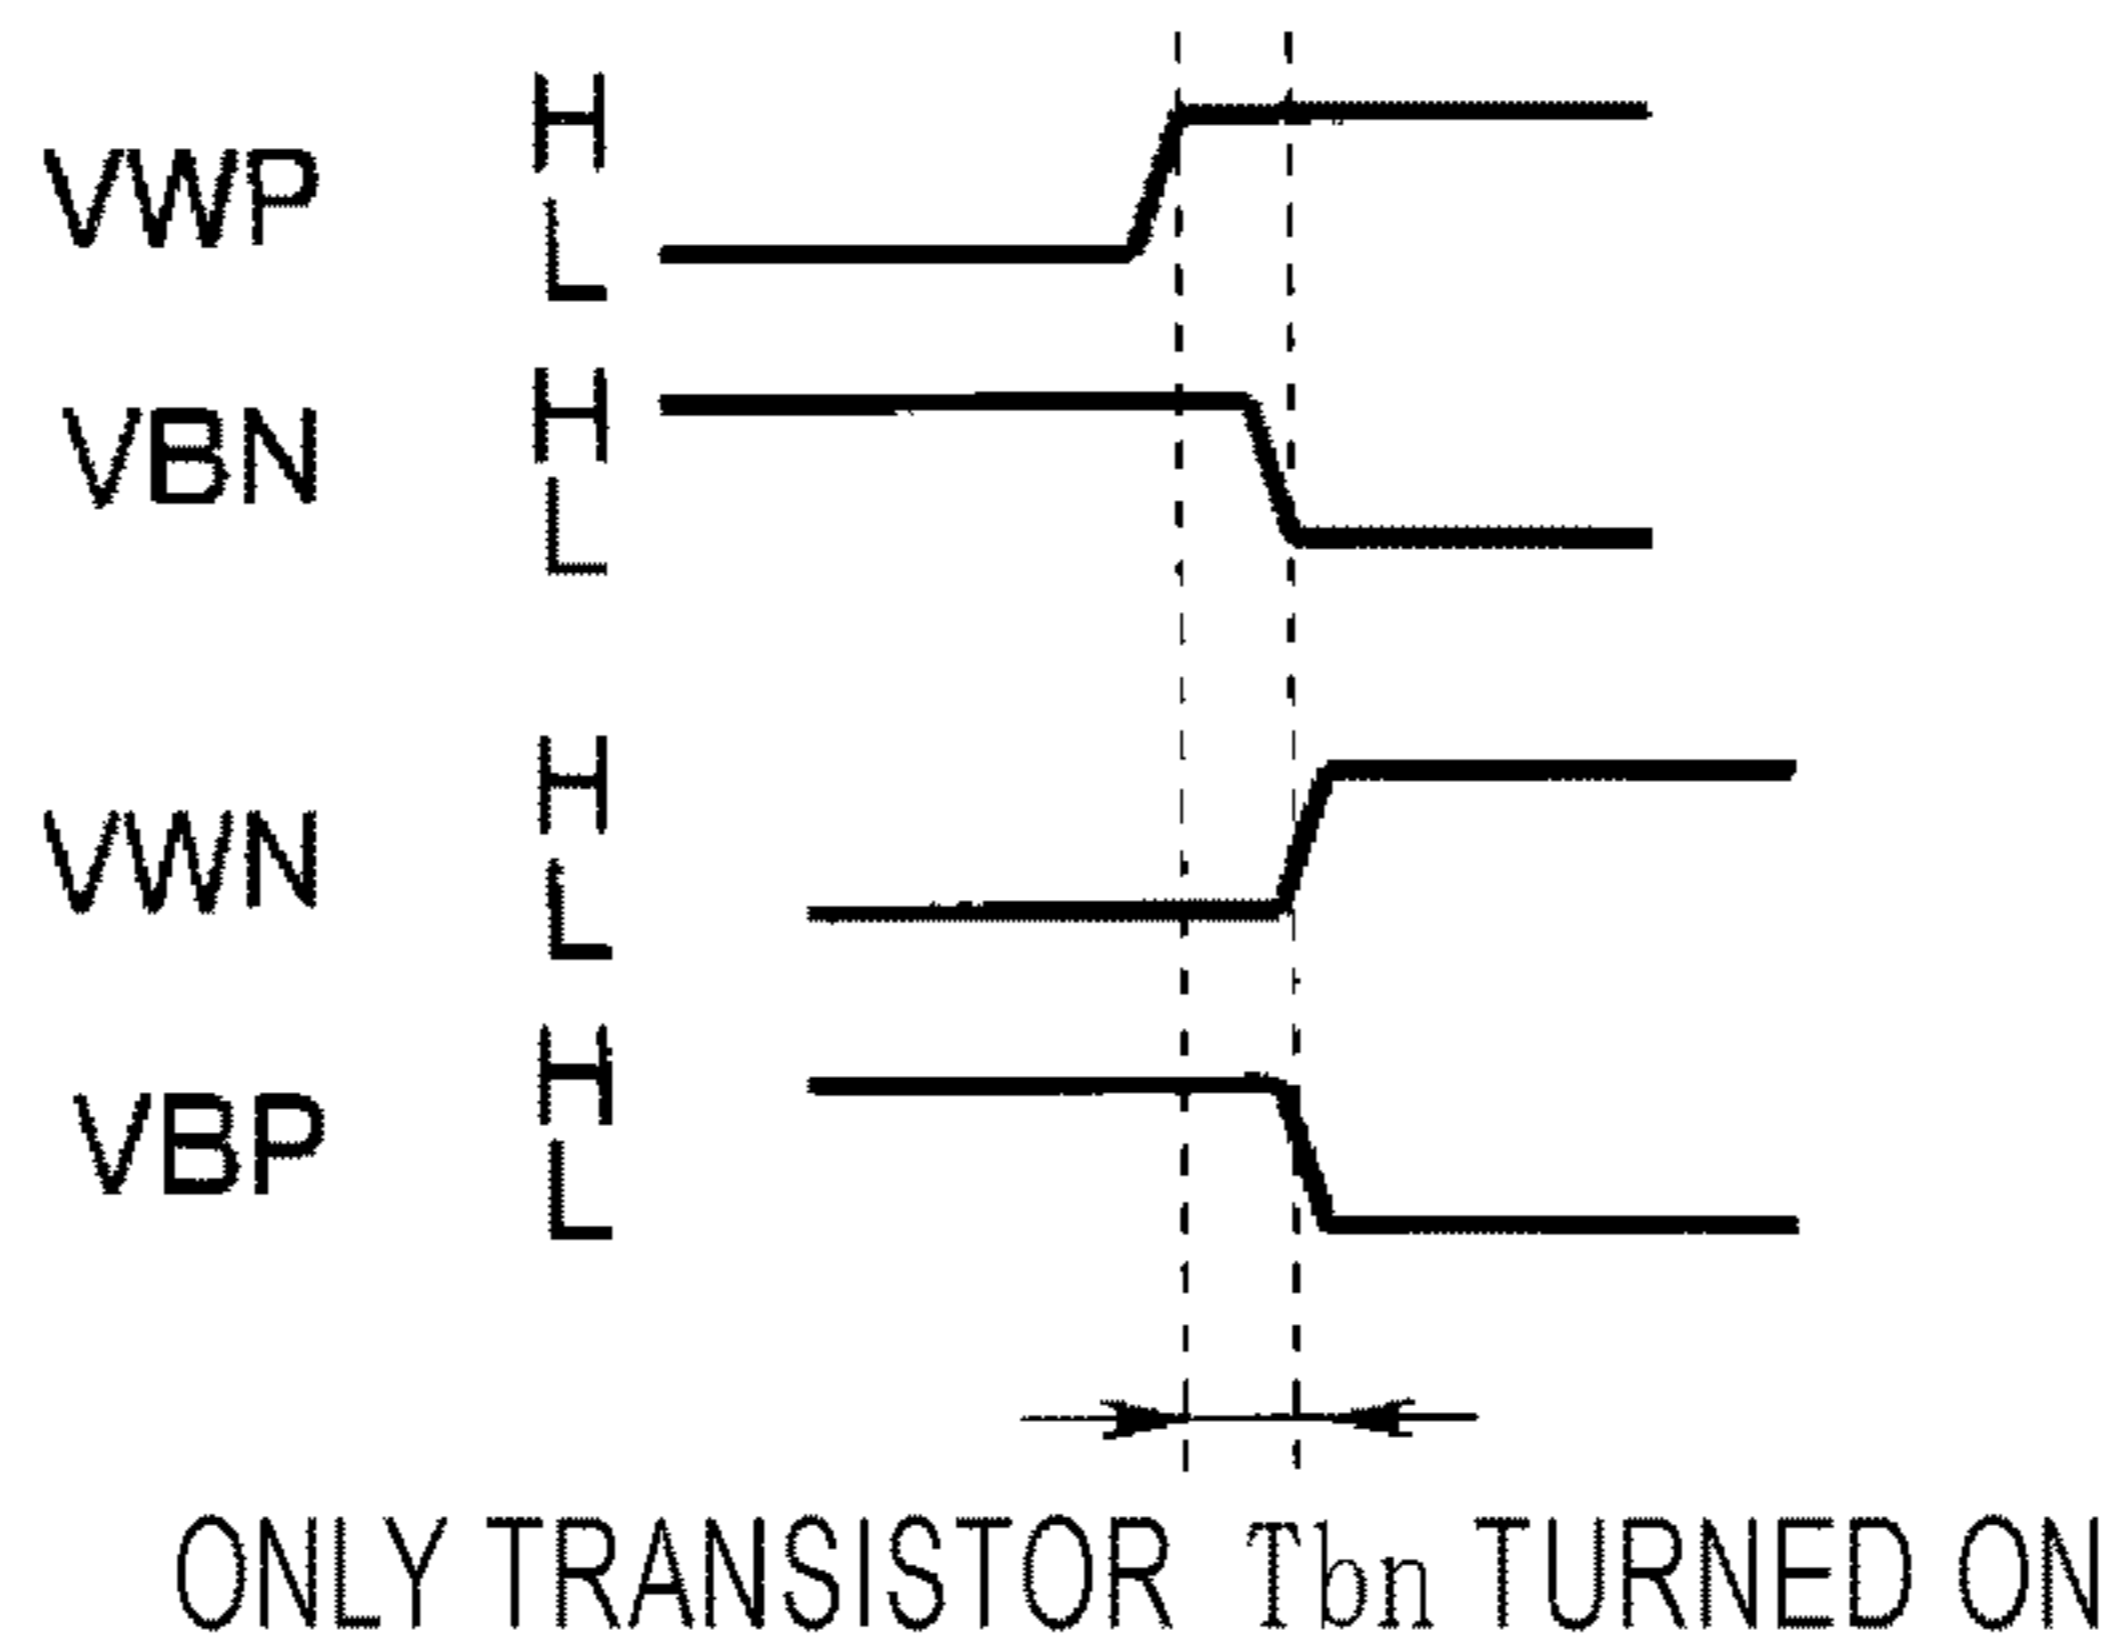 VWP H
L
VBN H
L
VWN H
L
VBP H
L
ONLY TRANSISTOR Tbn TURNED ON